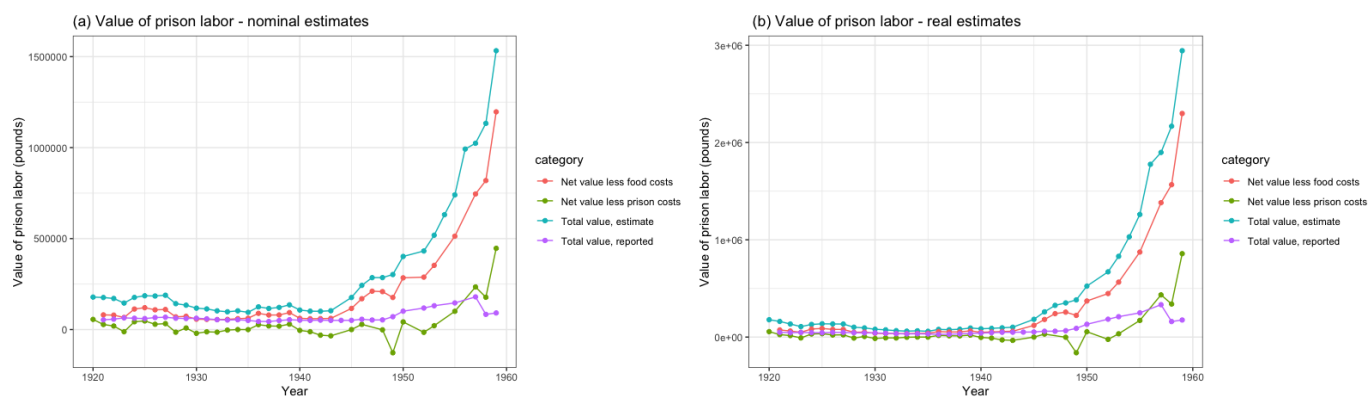 (a) Value of prison labor - nominal estimates
Value of prison labor (pounds)
1500000
1000000
500000
0
1920
1930
1940
1950
1960
Year
category
Net value less food costs
Net value less prison costs
Total value, estimate
Total value, reported
(b) Value of prison labor - real estimates
Value of prison labor (pounds)
3e+06
2e+06
1e+06
0e+00
1920
1930
1940
1950
1960
Year
category
Net value less food costs
Net value less prison costs
Total value, estimate
Total value, reported